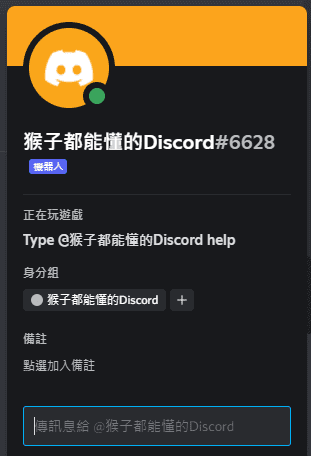 猴子都能懂的Discord#6628
機器人
正在玩遊戲
Type @猴子都能懂的Discord help
身分組
猴子都能懂的Discord +
備註
點選加入備註
傳訊息給 @猴子都能懂的Discord